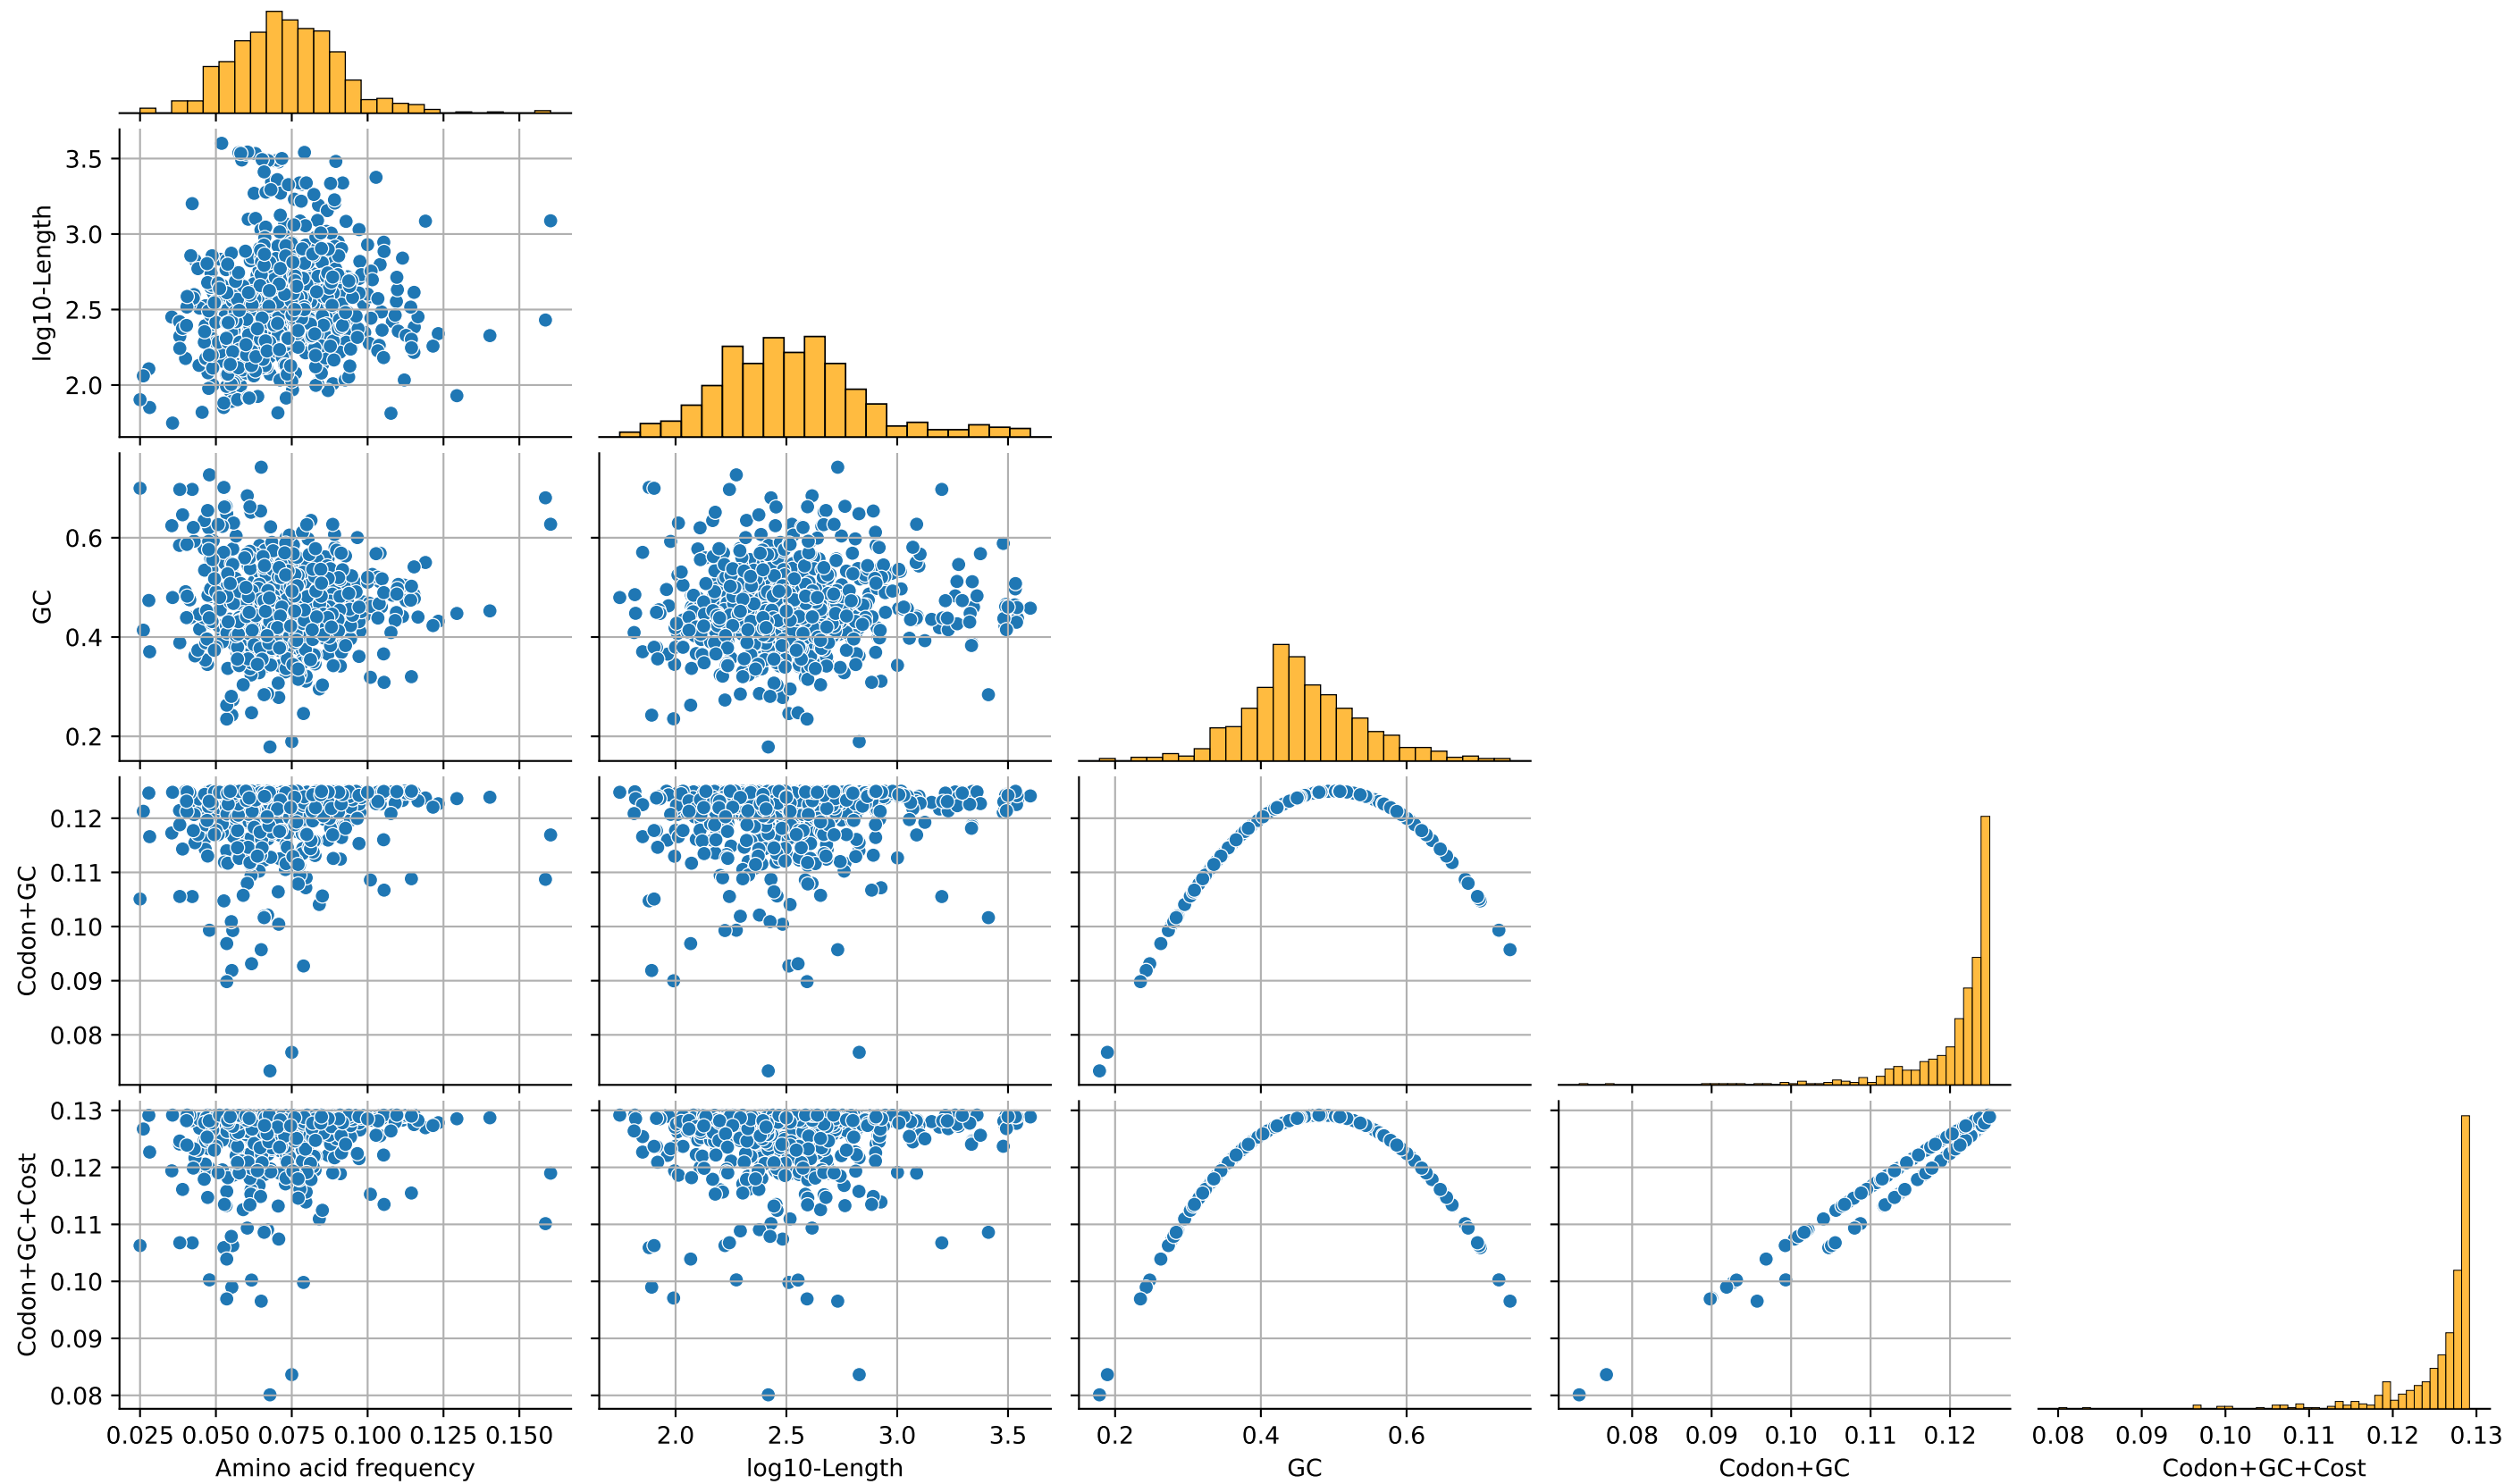 3.5
3.0
2.5
2.0
log10-Length
0.6
0.4
0.2
GC
0.12
0.11
0.10
0.09
0.08
Codon+GC
0.13
0.12
0.11
0.10
0.09
0.08
Codon+GC+Cost
0.025 0.050 0.075 0.100 0.125 0.150
Amino acid frequency
2.0 2.5 3.0 3.5
log10-Length
0.2 0.4 0.6
GC
0.08 0.09 0.10 0.11 0.12
Codon+GC
0.08 0.09 0.10 0.11 0.12 0.13
Codon+GC+Cost